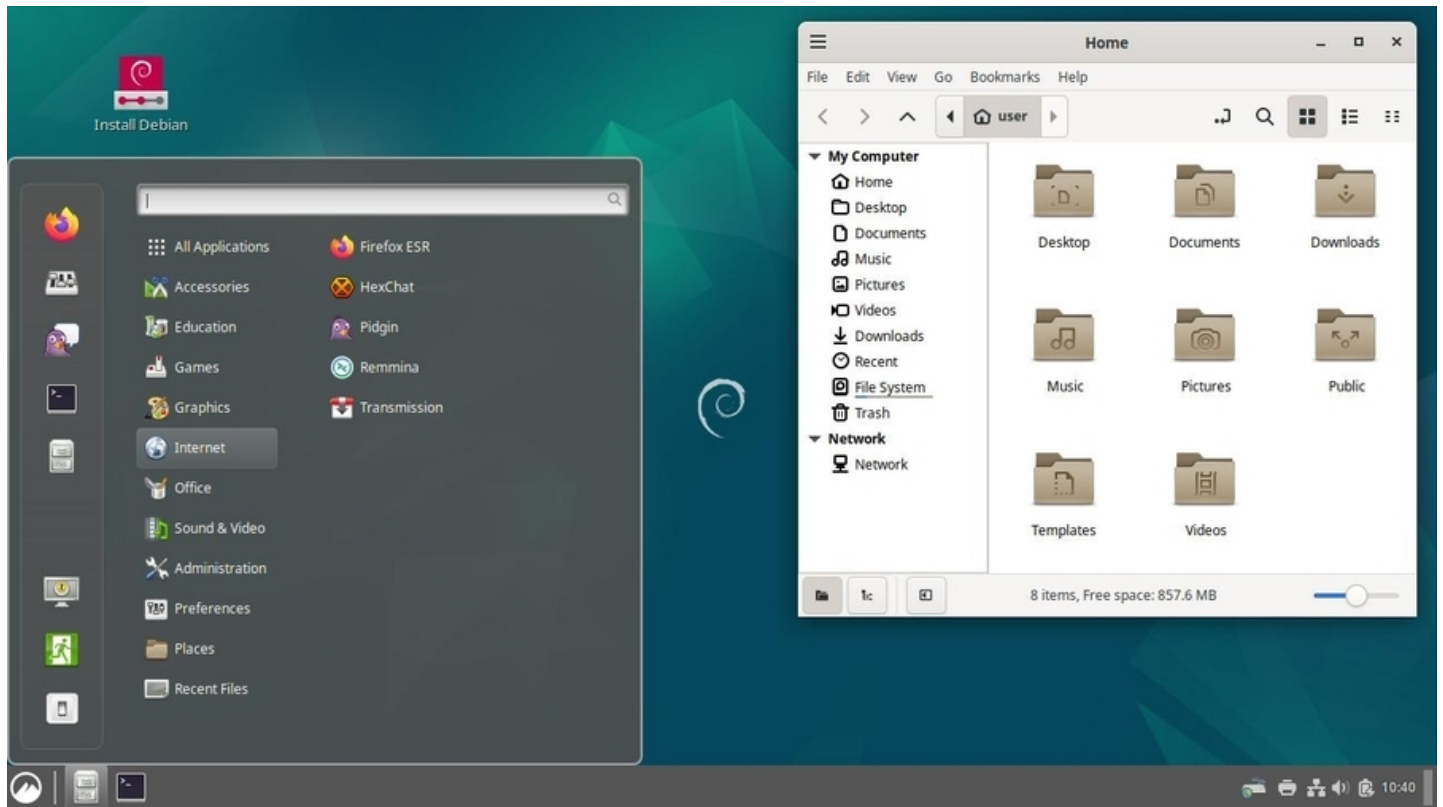 Install Debian
All Applications
Accessories
Education
Games
Graphics
Internet
Office
Sound & Video
Administration
Preferences
Places
Recent Files
Firefox ESR
HexChat
Pidgin
Remmina
Transmission
Home
File Edit View Go Bookmarks Help
user
My Computer
Home
Desktop
Documents
Music
Pictures
Videos
Downloads
Recent
File System
Trash
Network
Network
Desktop Documents Downloads
Music Pictures Public
Templates Videos
8 items, Free space: 857.6 MB
10:40